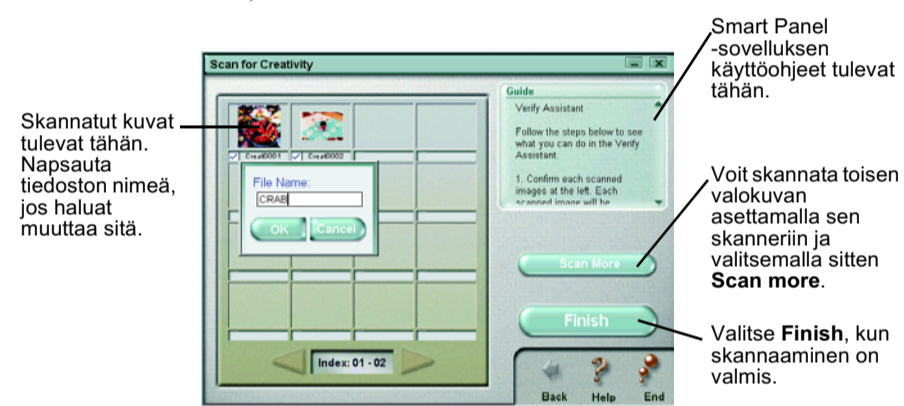 Smart Panel
-sovelluksen
käyttöohjeet tulevat
tähän.
Skannatut kuvat
tulevat tähän.
Napsauta
tiedoston nimeä,
jos haluat
muuttaa sitä.
Scan for Creativity
Creat0001
Creat0002
File Name:
CRAB
OK
Cancel
Index: 01 - 02
Guide
Verify Assistant
Follow the steps below to see
what you can do in the Verify
Assistant.
1. Confirm each scanned
images at the left. Each
scanned image will be
Scan More
Finish
Back
Help
End
Voit skannata toisen
valokuvan
asettamalla sen
skanneriin ja
valitsemalla sitten
Scan more.
Valitse Finish, kun
skannaaminen on
valmis.